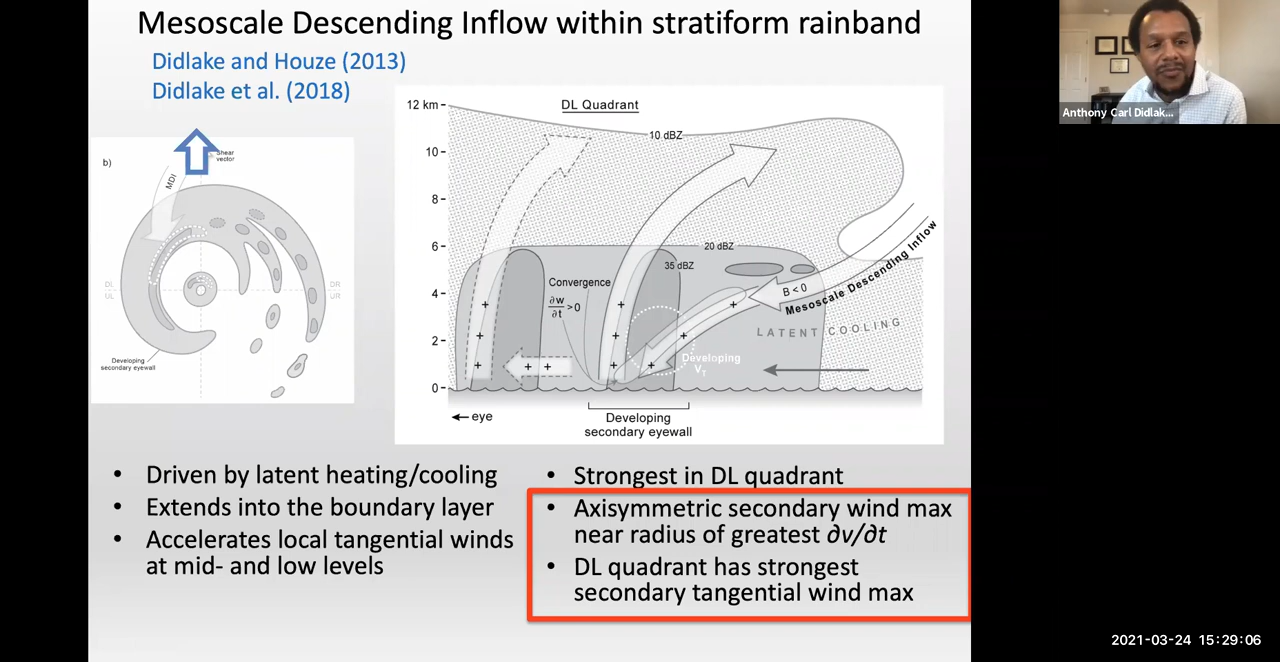 Mesoscale Descending Inflow within stratiform rainband
Didlake and Houze (2013)
Didlake et al. (2018)
Anthony Carl Didlak...
b)
Shear
vector
MDI
DL
UL
DR
UR
Developing
secondary eyewall
DL Quadrant
12 km
10
8
6
4
2
0
10 dBZ
20 dBZ
35 dBZ
Convergence
∂w/∂t >0
B < 0
Mesoscale Descending Inflow
LATENT COOLING
Developing
VT
+ + + + + + + + + + +
← eye
Developing
secondary eyewall
• Driven by latent heating/cooling
• Extends into the boundary layer
• Accelerates local tangential winds
at mid- and low levels
• Strongest in DL quadrant
• Axisymmetric secondary wind max
near radius of greatest ∂v/∂t
• DL quadrant has strongest
secondary tangential wind max
2021-03-24 15:29:06